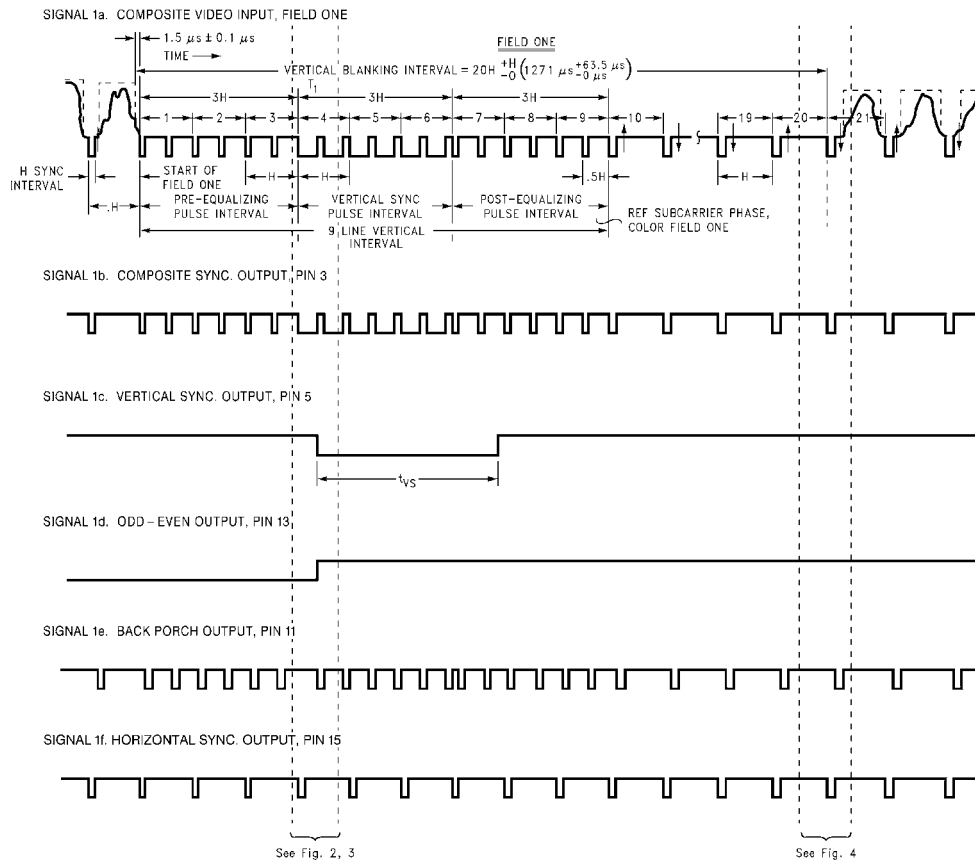 SIGNAL 1a. COMPOSITE VIDEO INPUT, FIELD ONE
1.5 µs ± 0.1 µs
TIME
FIELD ONE
VERTICAL BLANKING INTERVAL = 20H +H -0 (1271 µs +63.5 µs -0 µs)
T1
3H 3H 3H
1 2 3 4 5 6 7 8 9 10 19 20 21
H SYNC INTERVAL
START OF FIELD ONE
H H .5H H
.H
PRE-EQUALIZING PULSE INTERVAL
VERTICAL SYNC PULSE INTERVAL
POST-EQUALIZING PULSE INTERVAL
REF SUBCARRIER PHASE, COLOR FIELD ONE
9 LINE VERTICAL INTERVAL
SIGNAL 1b. COMPOSITE SYNC. OUTPUT, PIN 3
SIGNAL 1c. VERTICAL SYNC. OUTPUT, PIN 5
tVS
SIGNAL 1d. ODD – EVEN OUTPUT, PIN 13
SIGNAL 1e. BACK PORCH OUTPUT, PIN 11
SIGNAL 1f. HORIZONTAL SYNC. OUTPUT, PIN 15
See Fig. 2, 3
See Fig. 4